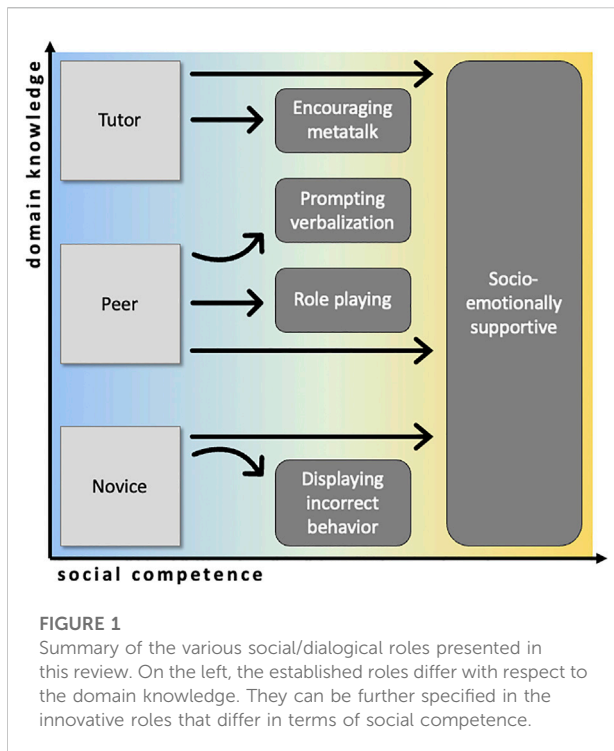 domain knowledge
Tutor
Encouraging
metatalk
Prompting
verbalization
Peer
Role playing
Socio-
emotionally
supportive
Novice
Displaying
incorrect
behavior
social competence
FIGURE 1
Summary of the various social/dialogical roles presented in
this review. On the left, the established roles differ with respect to
the domain knowledge. They can be further specified in the
innovative roles that differ in terms of social competence.